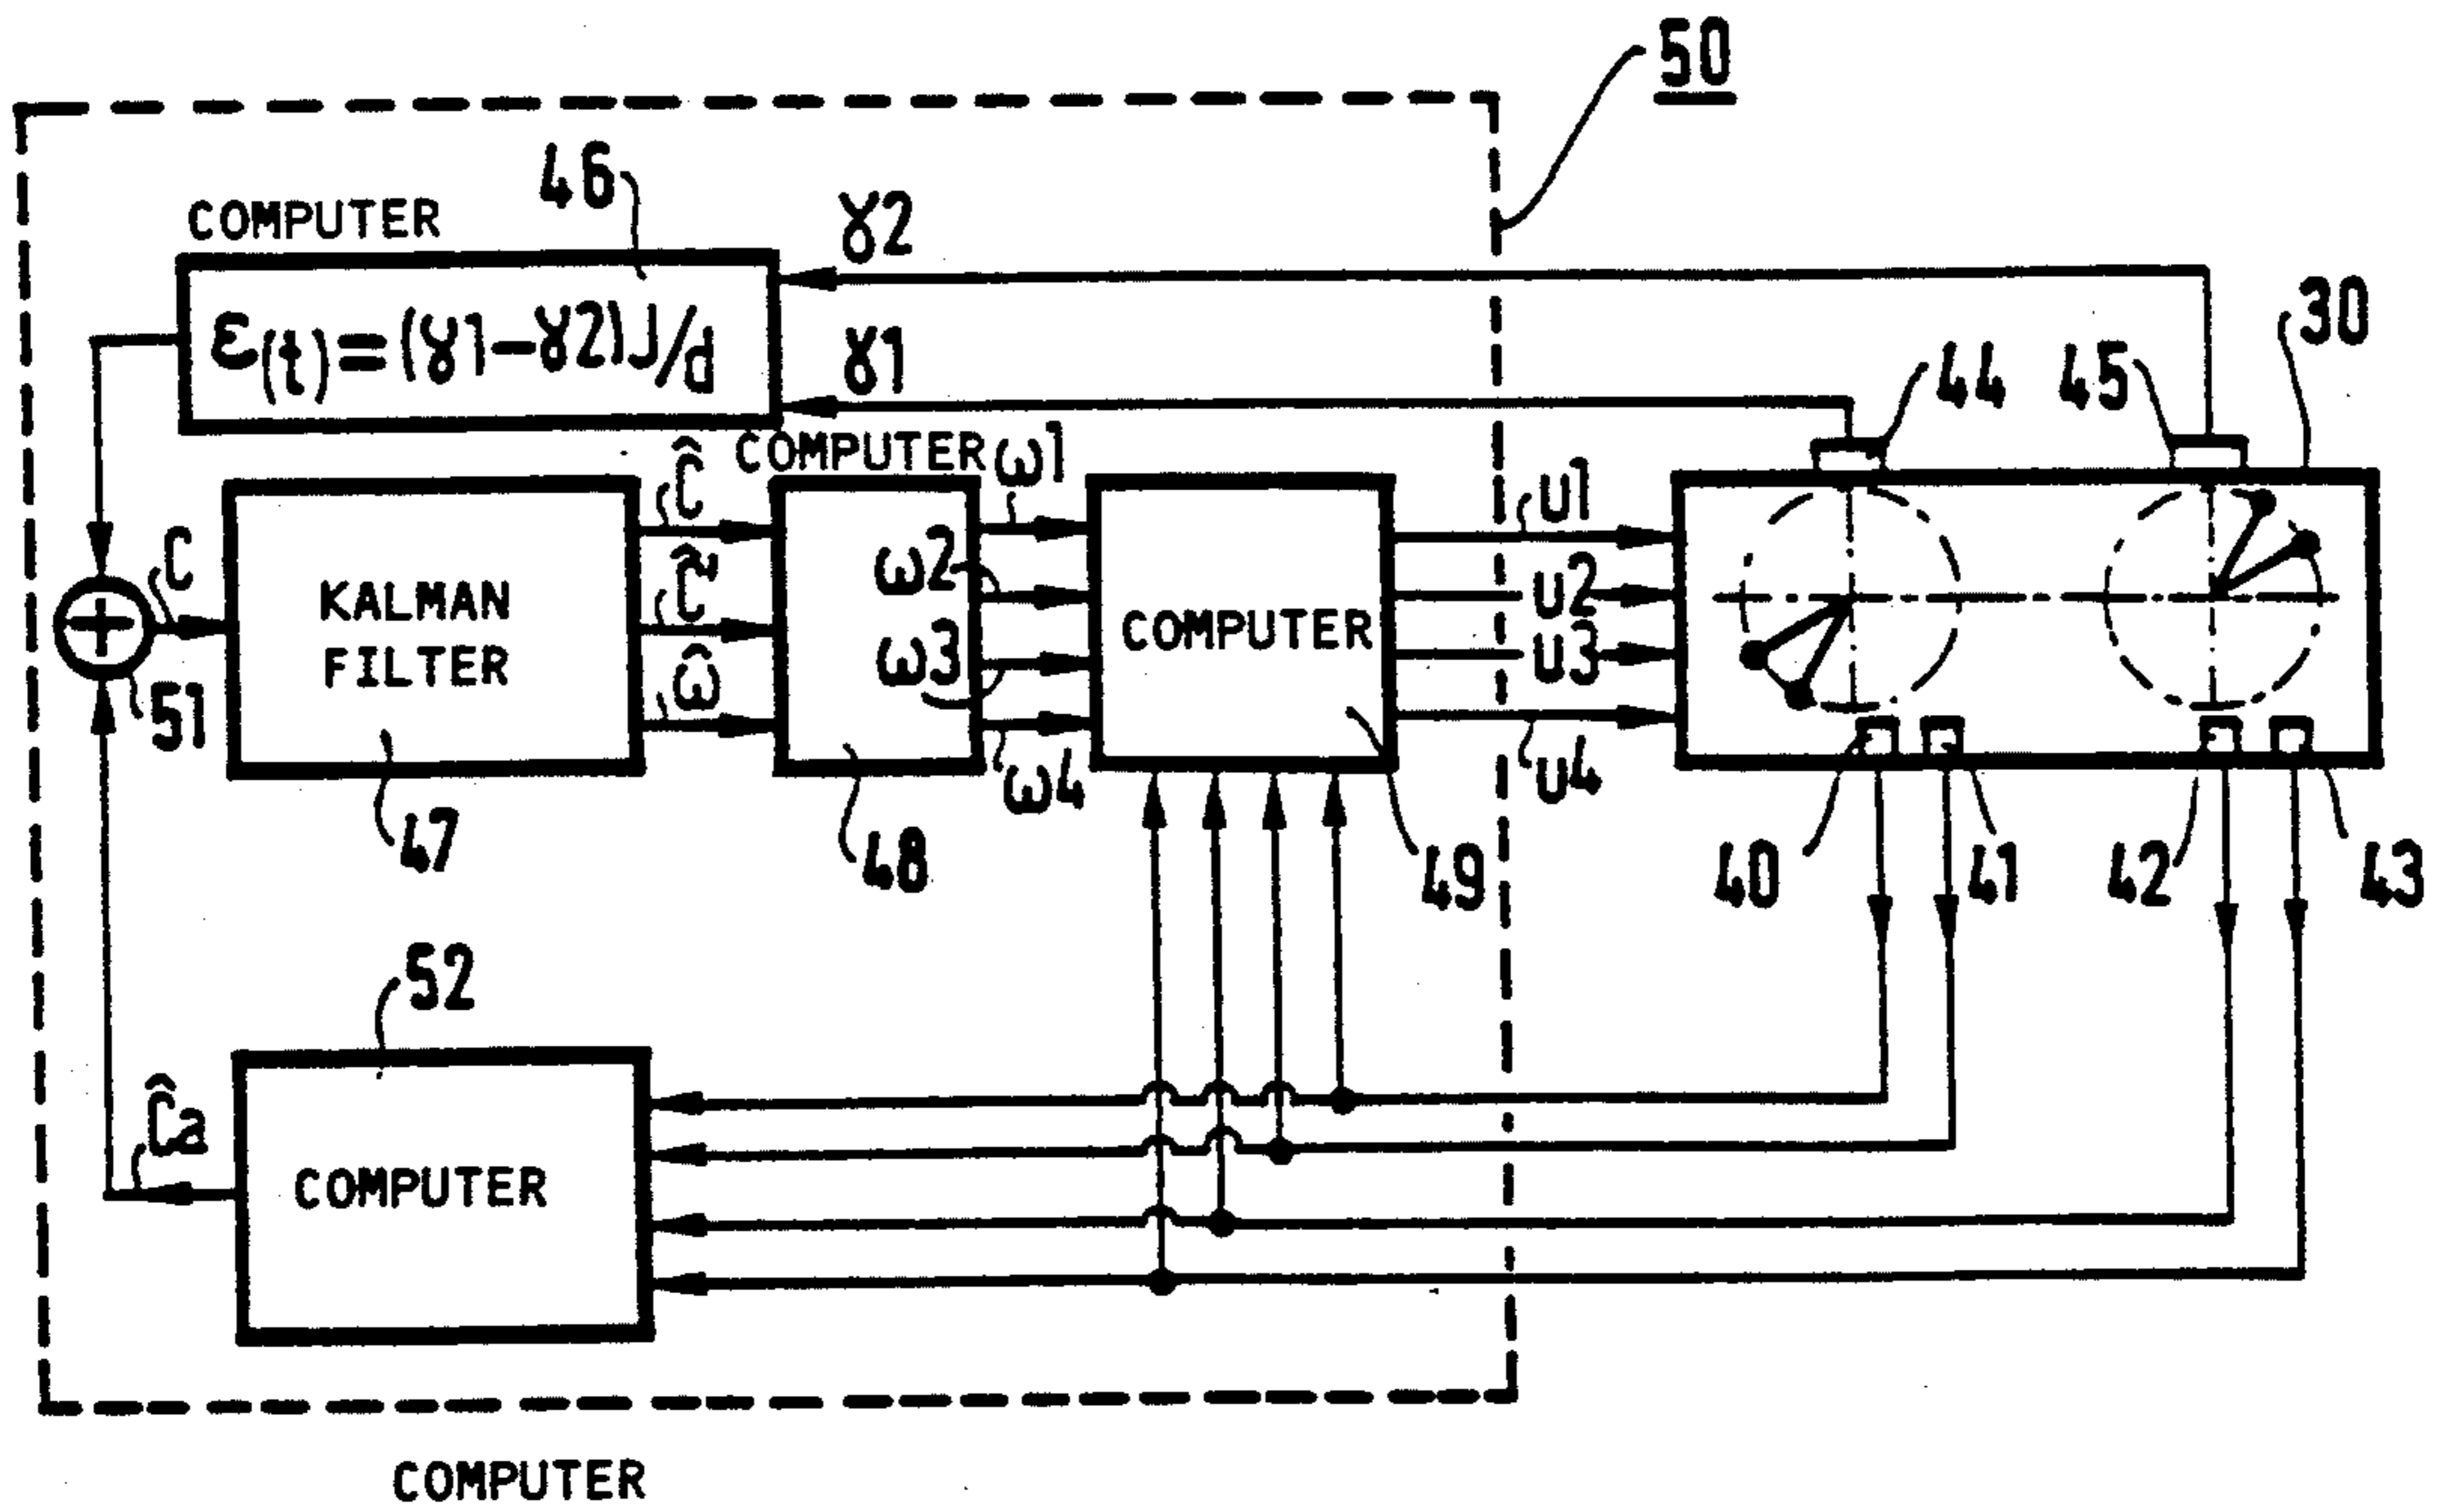 50
46
COMPUTER
γ2
ε(t)=(γ1-γ2)J/d
γ1
30
44
45
COMPUTER
Ĉ
ω1
U1
C
KALMAN
FILTER
C̃̂
ω2
COMPUTER
U2
ω3
U3
ω̂
51
ω4
U4
47
48
49
40
41
42
43
52
Ĉa
COMPUTER
COMPUTER